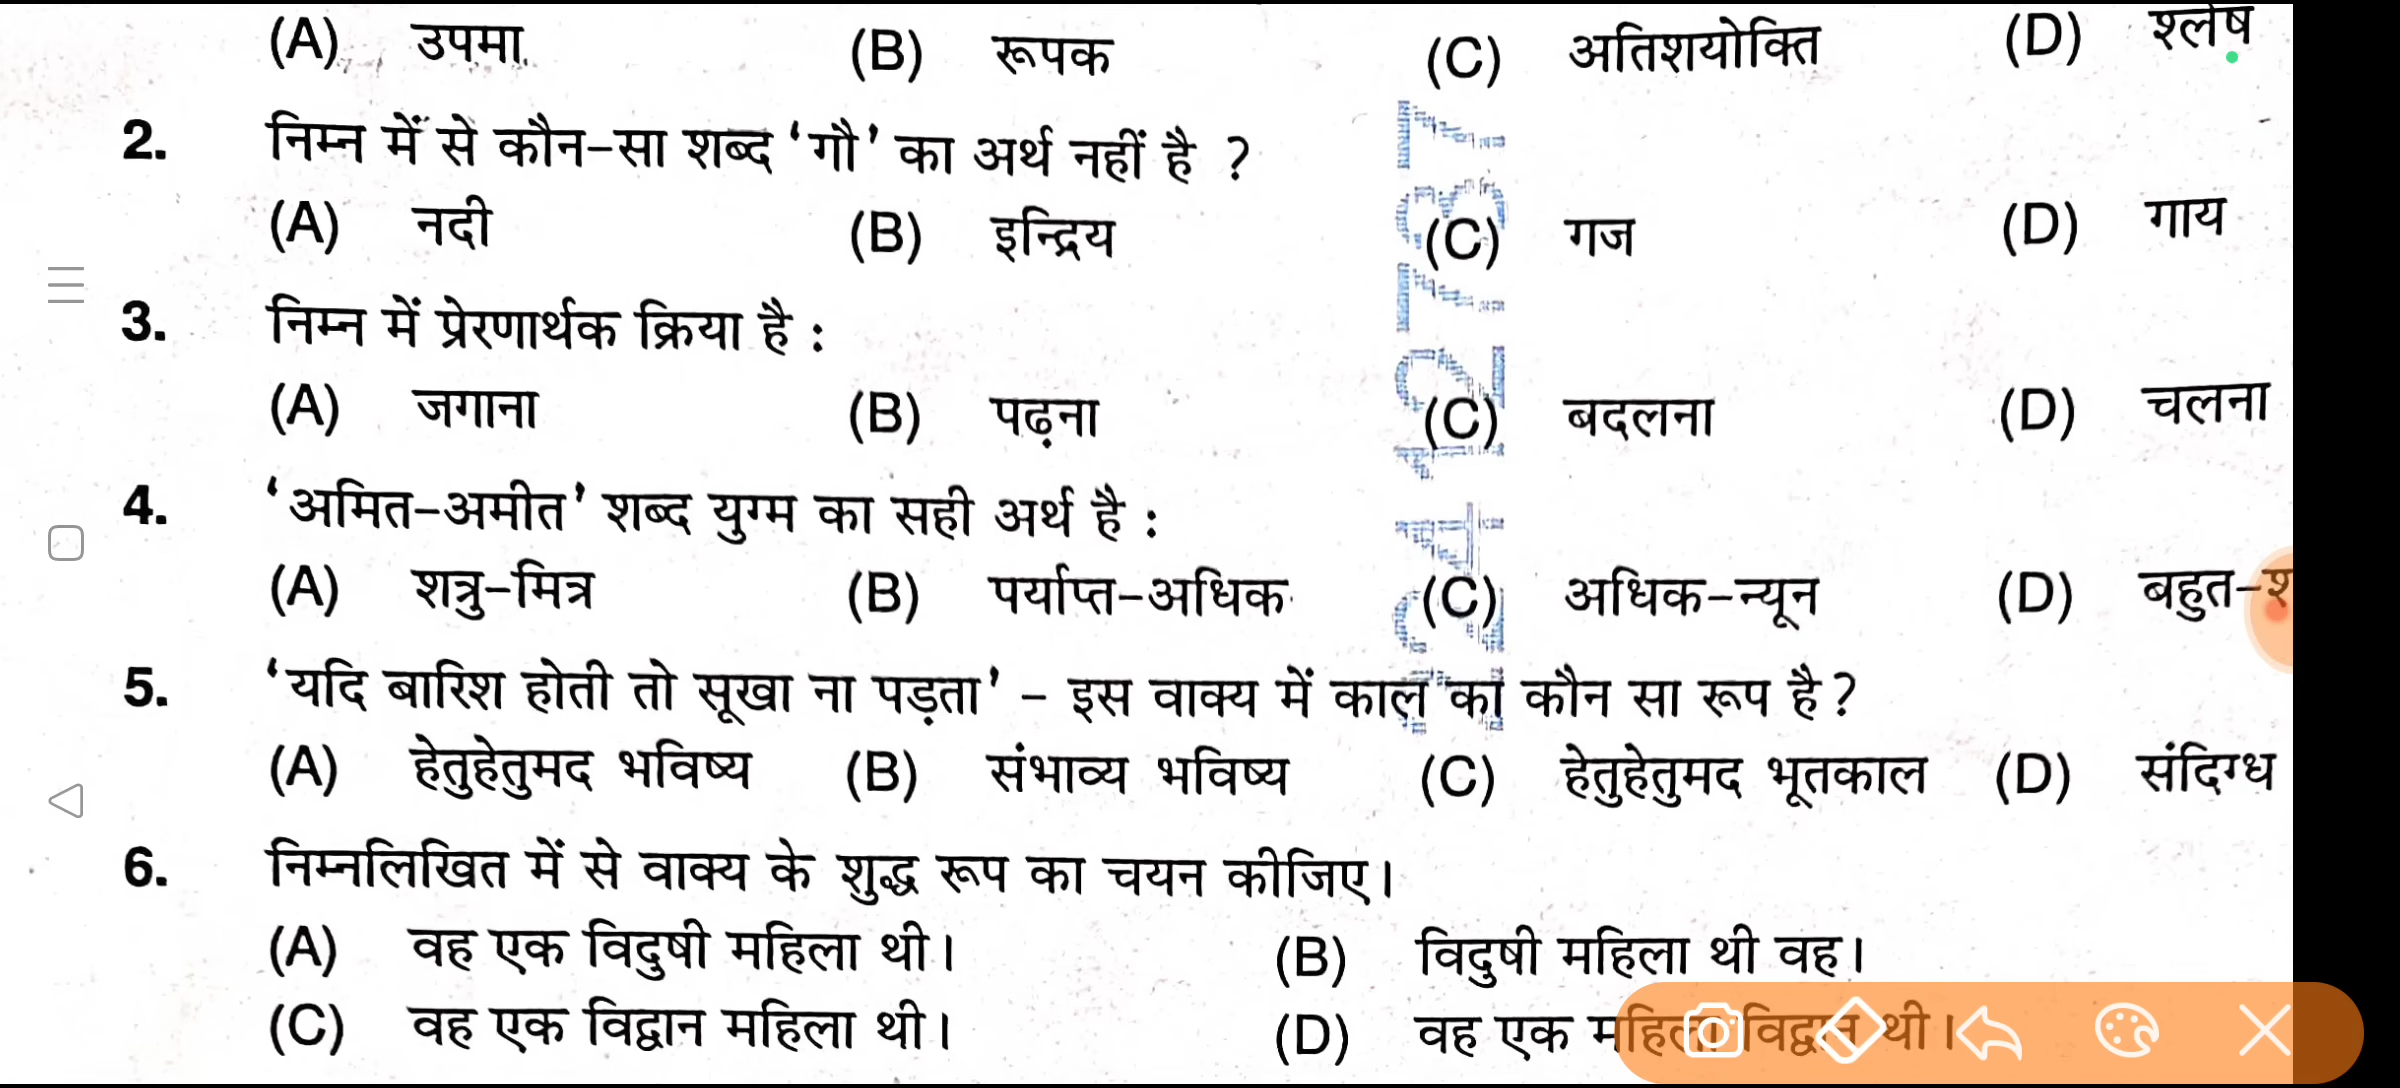 (A) उपमा (B) रूपक (C) अतिशयोक्ति (D) श्लेष
2. निम्न में से कौन-सा शब्द 'गौ' का अर्थ नहीं है ?
(A) नदी (B) इन्द्रिय (C) गज (D) गाय
3. निम्न में प्रेरणार्थक क्रिया है :
(A) जगाना (B) पढ़ना (C) बदलना (D) चलना
4. 'अमित-अमीत' शब्द युग्म का सही अर्थ है :
(A) शत्रु-मित्र (B) पर्याप्त-अधिक (C) अधिक-न्यून (D) बहुत-
5. 'यदि बारिश होती तो सूखा ना पड़ता' - इस वाक्य में काल का कौन सा रूप है?
(A) हेतुहेतुमद भविष्य (B) संभाव्य भविष्य (C) हेतुहेतुमद भूतकाल (D) संदिग्ध
6. निम्नलिखित में से वाक्य के शुद्ध रूप का चयन कीजिए।
(A) वह एक विदुषी महिला थी। (B) विदुषी महिला थी वह।
(C) वह एक विद्वान महिला थी। (D) वह एक महिला विद्वान थी।